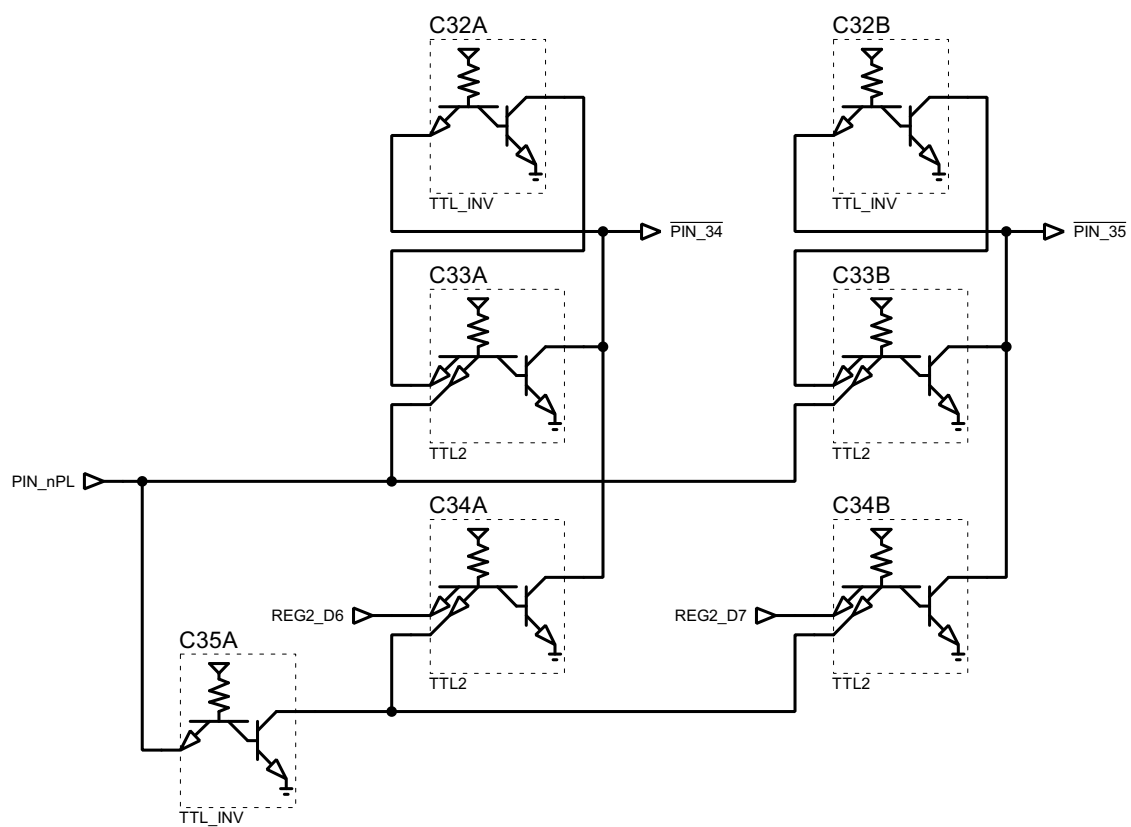 C32A
C32B
TTL_INV
TTL_INV
PIN_34
PIN_35
C33A
C33B
TTL2
TTL2
PIN_nPL
C34A
C34B
REG2_D6
REG2_D7
C35A
TTL2
TTL2
TTL_INV